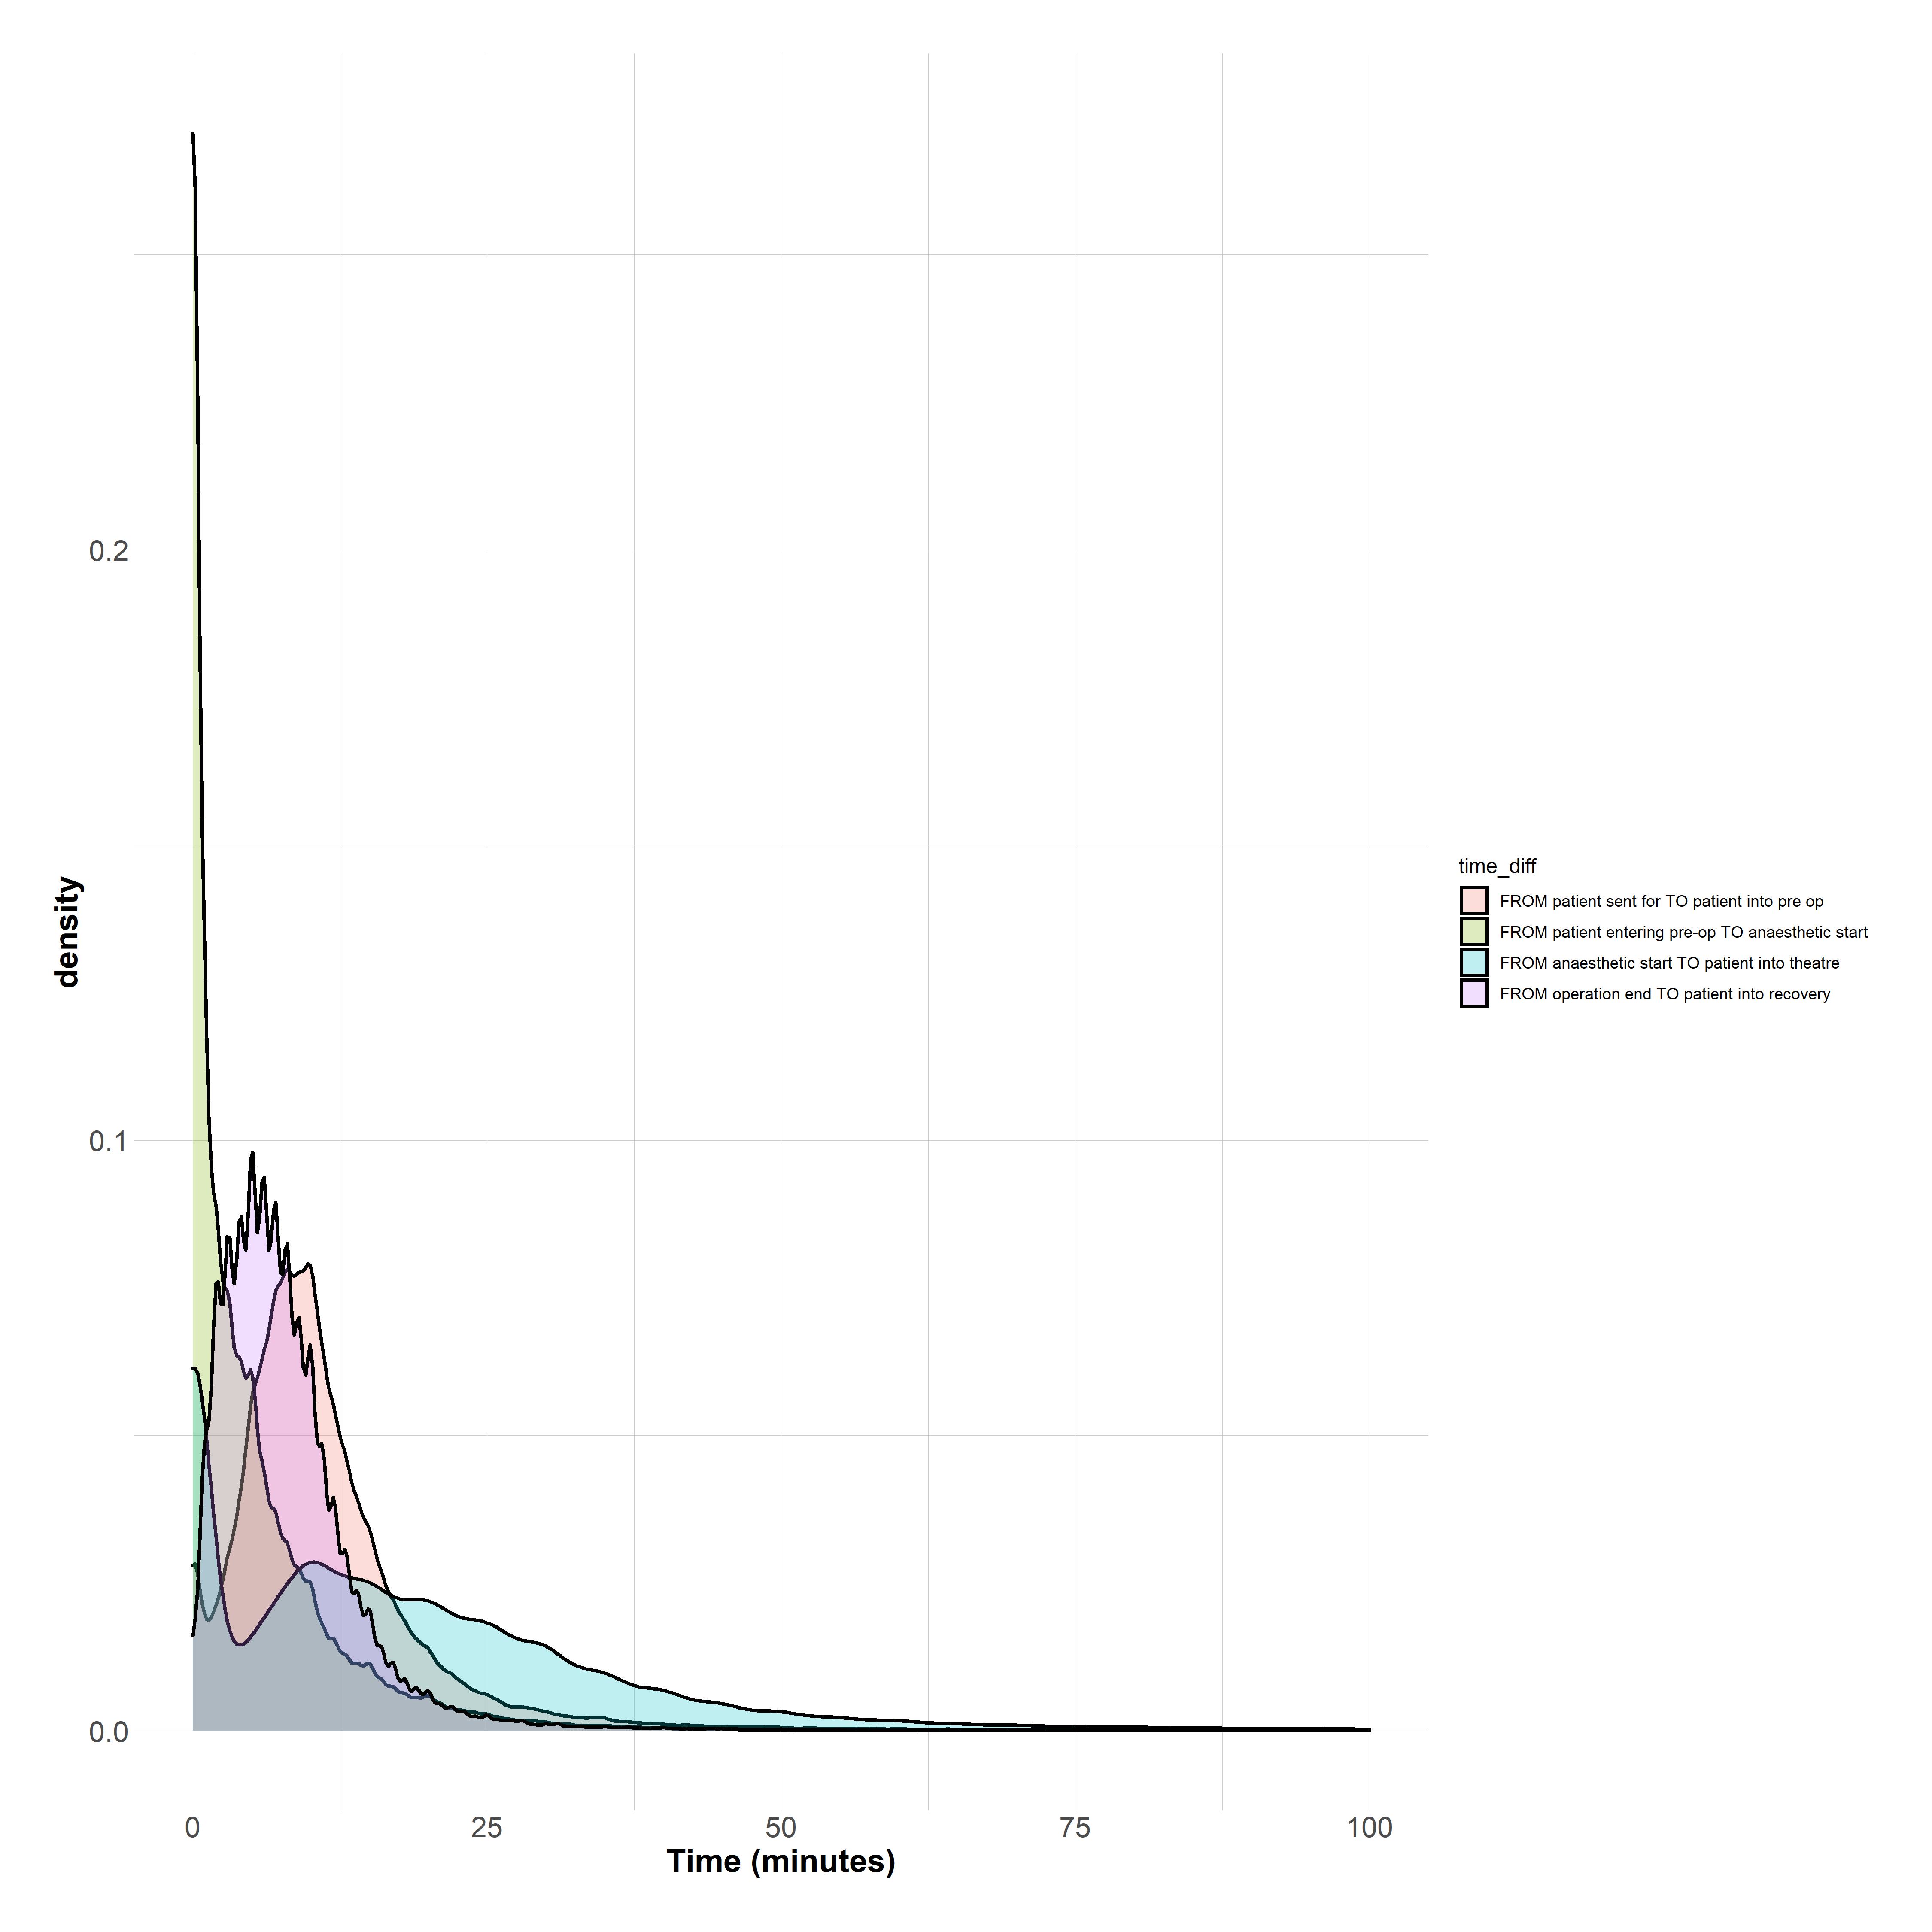 density
0.2
0.1
0.0
0 25 50 75 100
Time (minutes)
time_diff
FROM patient sent for TO patient into pre op
FROM patient entering pre-op TO anaesthetic start
FROM anaesthetic start TO patient into theatre
FROM operation end TO patient into recovery